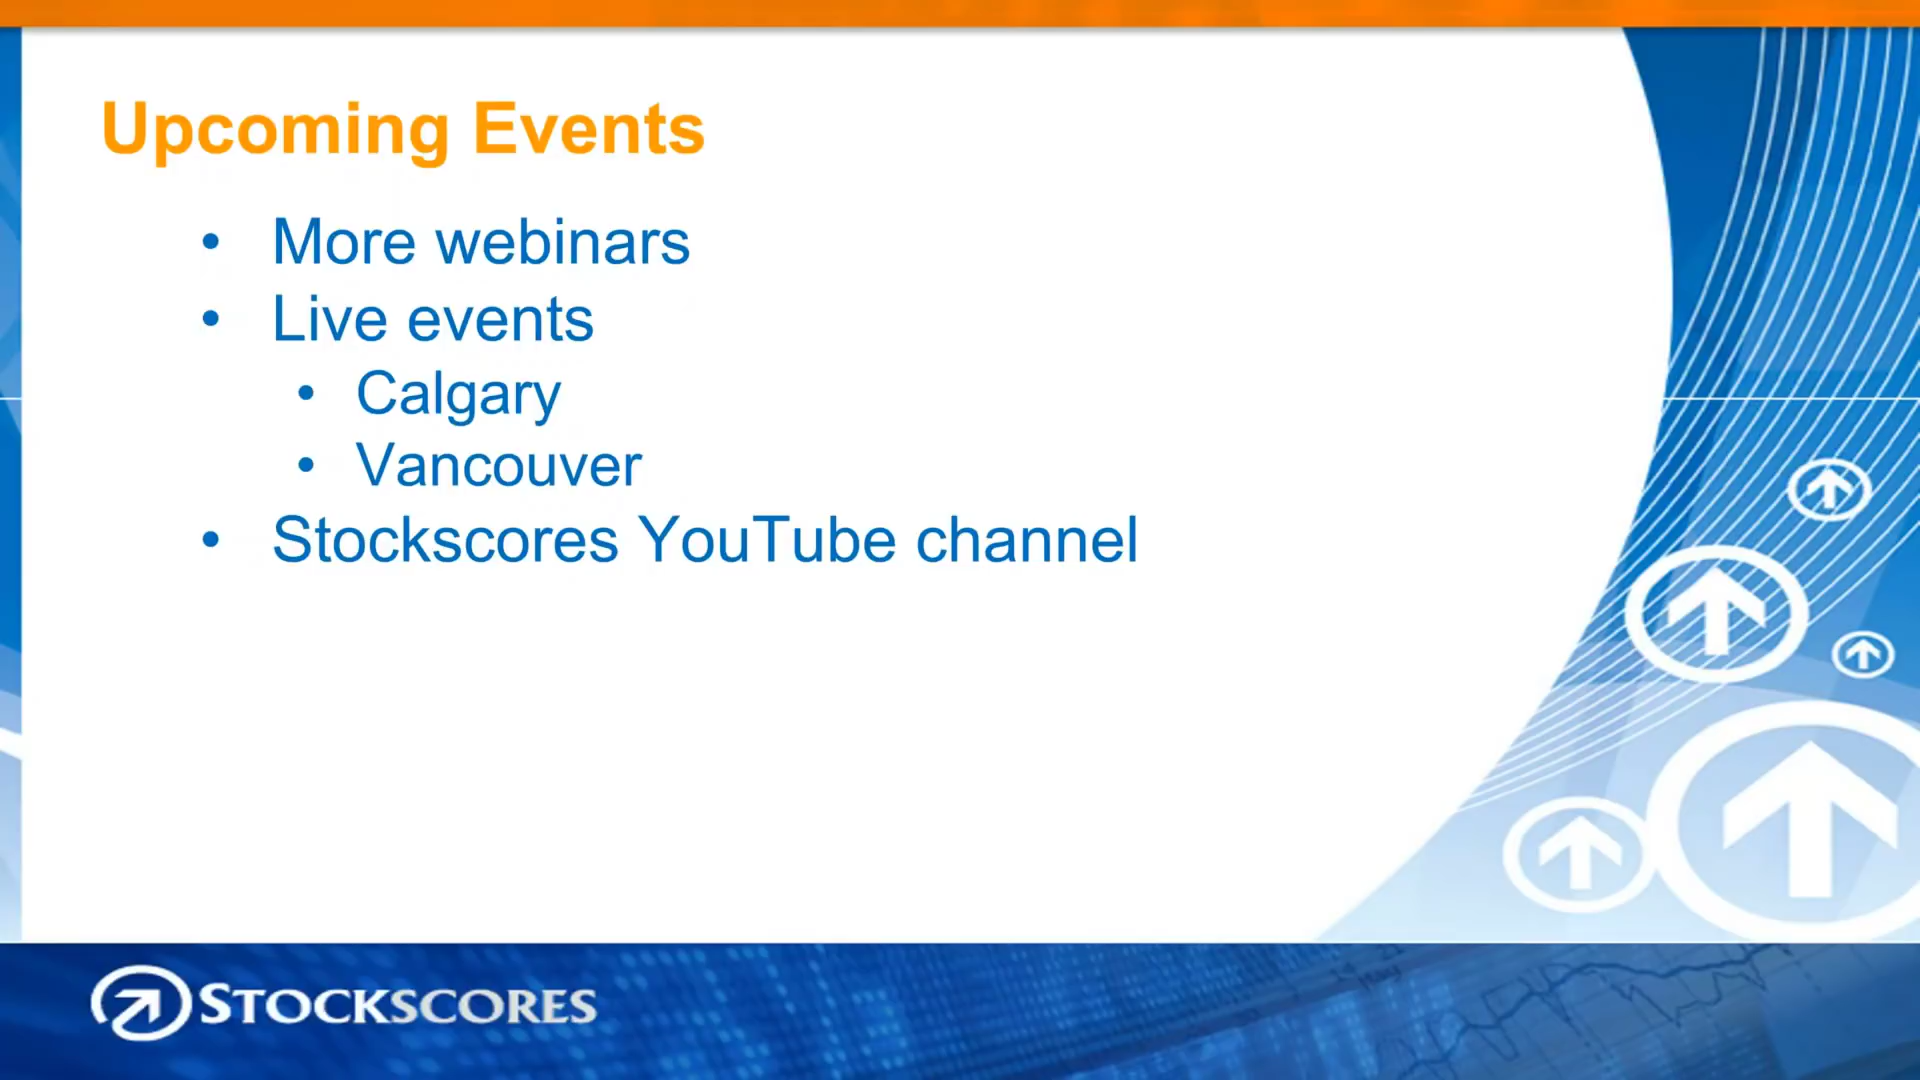 Upcoming Events
• More webinars
• Live events
• Calgary
• Vancouver
• Stockscores YouTube channel
STOCKSCORES